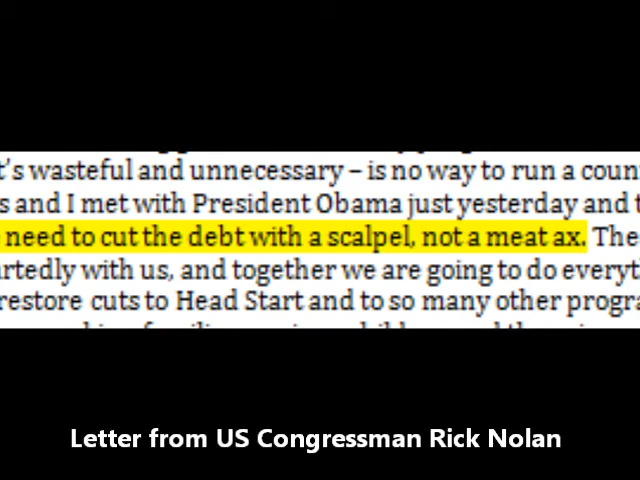 t's wasteful and unnecessary – is no way to run a coun
s and I met with President Obama just yesterday and t
need to cut the debt with a scalpel, not a meat ax. The
rtedly with us, and together we are going to do everyt
restore cuts to Head Start and to so many other progra
Letter from US Congressman Rick Nolan